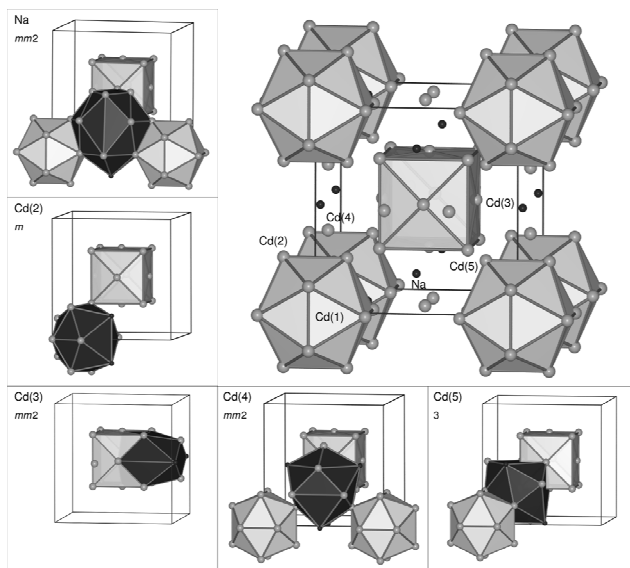 Na
mm2
Cd(2)
m
Cd(3)
mm2
Cd(4)
mm2
Cd(5)
3
Cd(3)
Cd(4)
Cd(2)
Cd(5)
Na
Cd(1)